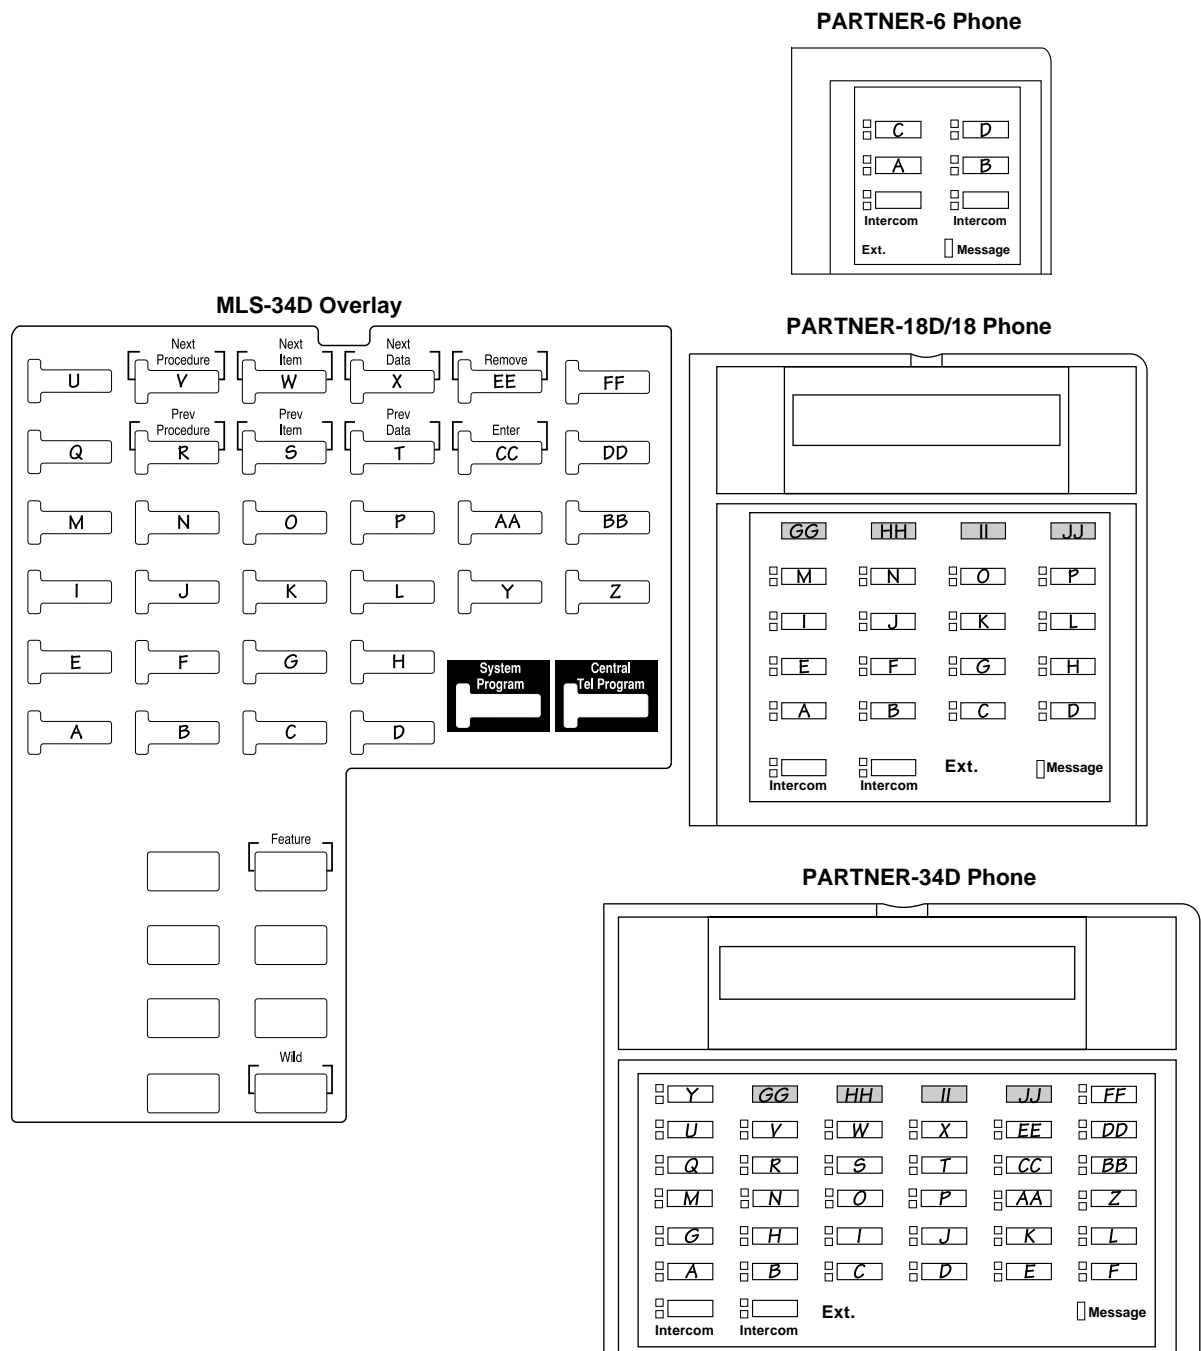 PARTNER-6 Phone
C D
A B
Intercom Intercom
Ext. Message
MLS-34D Overlay
Next Procedure Next Item Next Data Remove
U V W X EE FF
Prev Procedure Prev Item Prev Data Enter
Q R S T CC DD
M N O P AA BB
I J K L Y Z
E F G H
System Program Central Tel Program
A B C D
Feature
Wild
PARTNER-18D/18 Phone
GG HH II JJ
M N O P
I J K L
E F G H
A B C D
Ext. Message
Intercom Intercom
PARTNER-34D Phone
Y GG HH II JJ FF
U V W X EE DD
Q R S T CC BB
M N O P AA Z
G H I J K L
A B C D E F
Ext. Message
Intercom Intercom